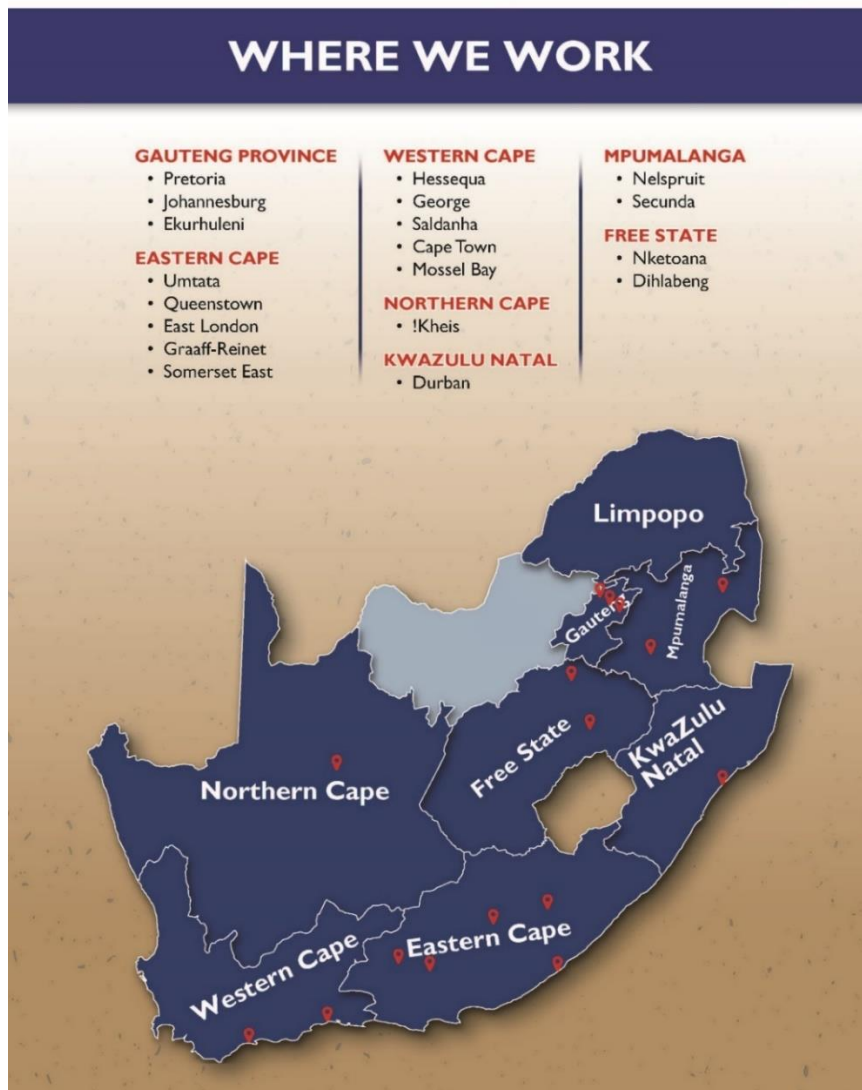 WHERE WE WORK
GAUTENG PROVINCE
• Pretoria
• Johannesburg
• Ekurhuleni
EASTERN CAPE
• Umtata
• Queenstown
• East London
• Graaff-Reinet
• Somerset East
WESTERN CAPE
• Hessequa
• George
• Saldanha
• Cape Town
• Mossel Bay
NORTHERN CAPE
• !Kheis
KWAZULU NATAL
• Durban
MPUMALANGA
• Nelspruit
• Secunda
FREE STATE
• Nketoana
• Dihlabeng
Limpopo
Mpumalanga
Gauteng
Free State
KwaZulu
Natal
Northern Cape
Eastern Cape
Western Cape